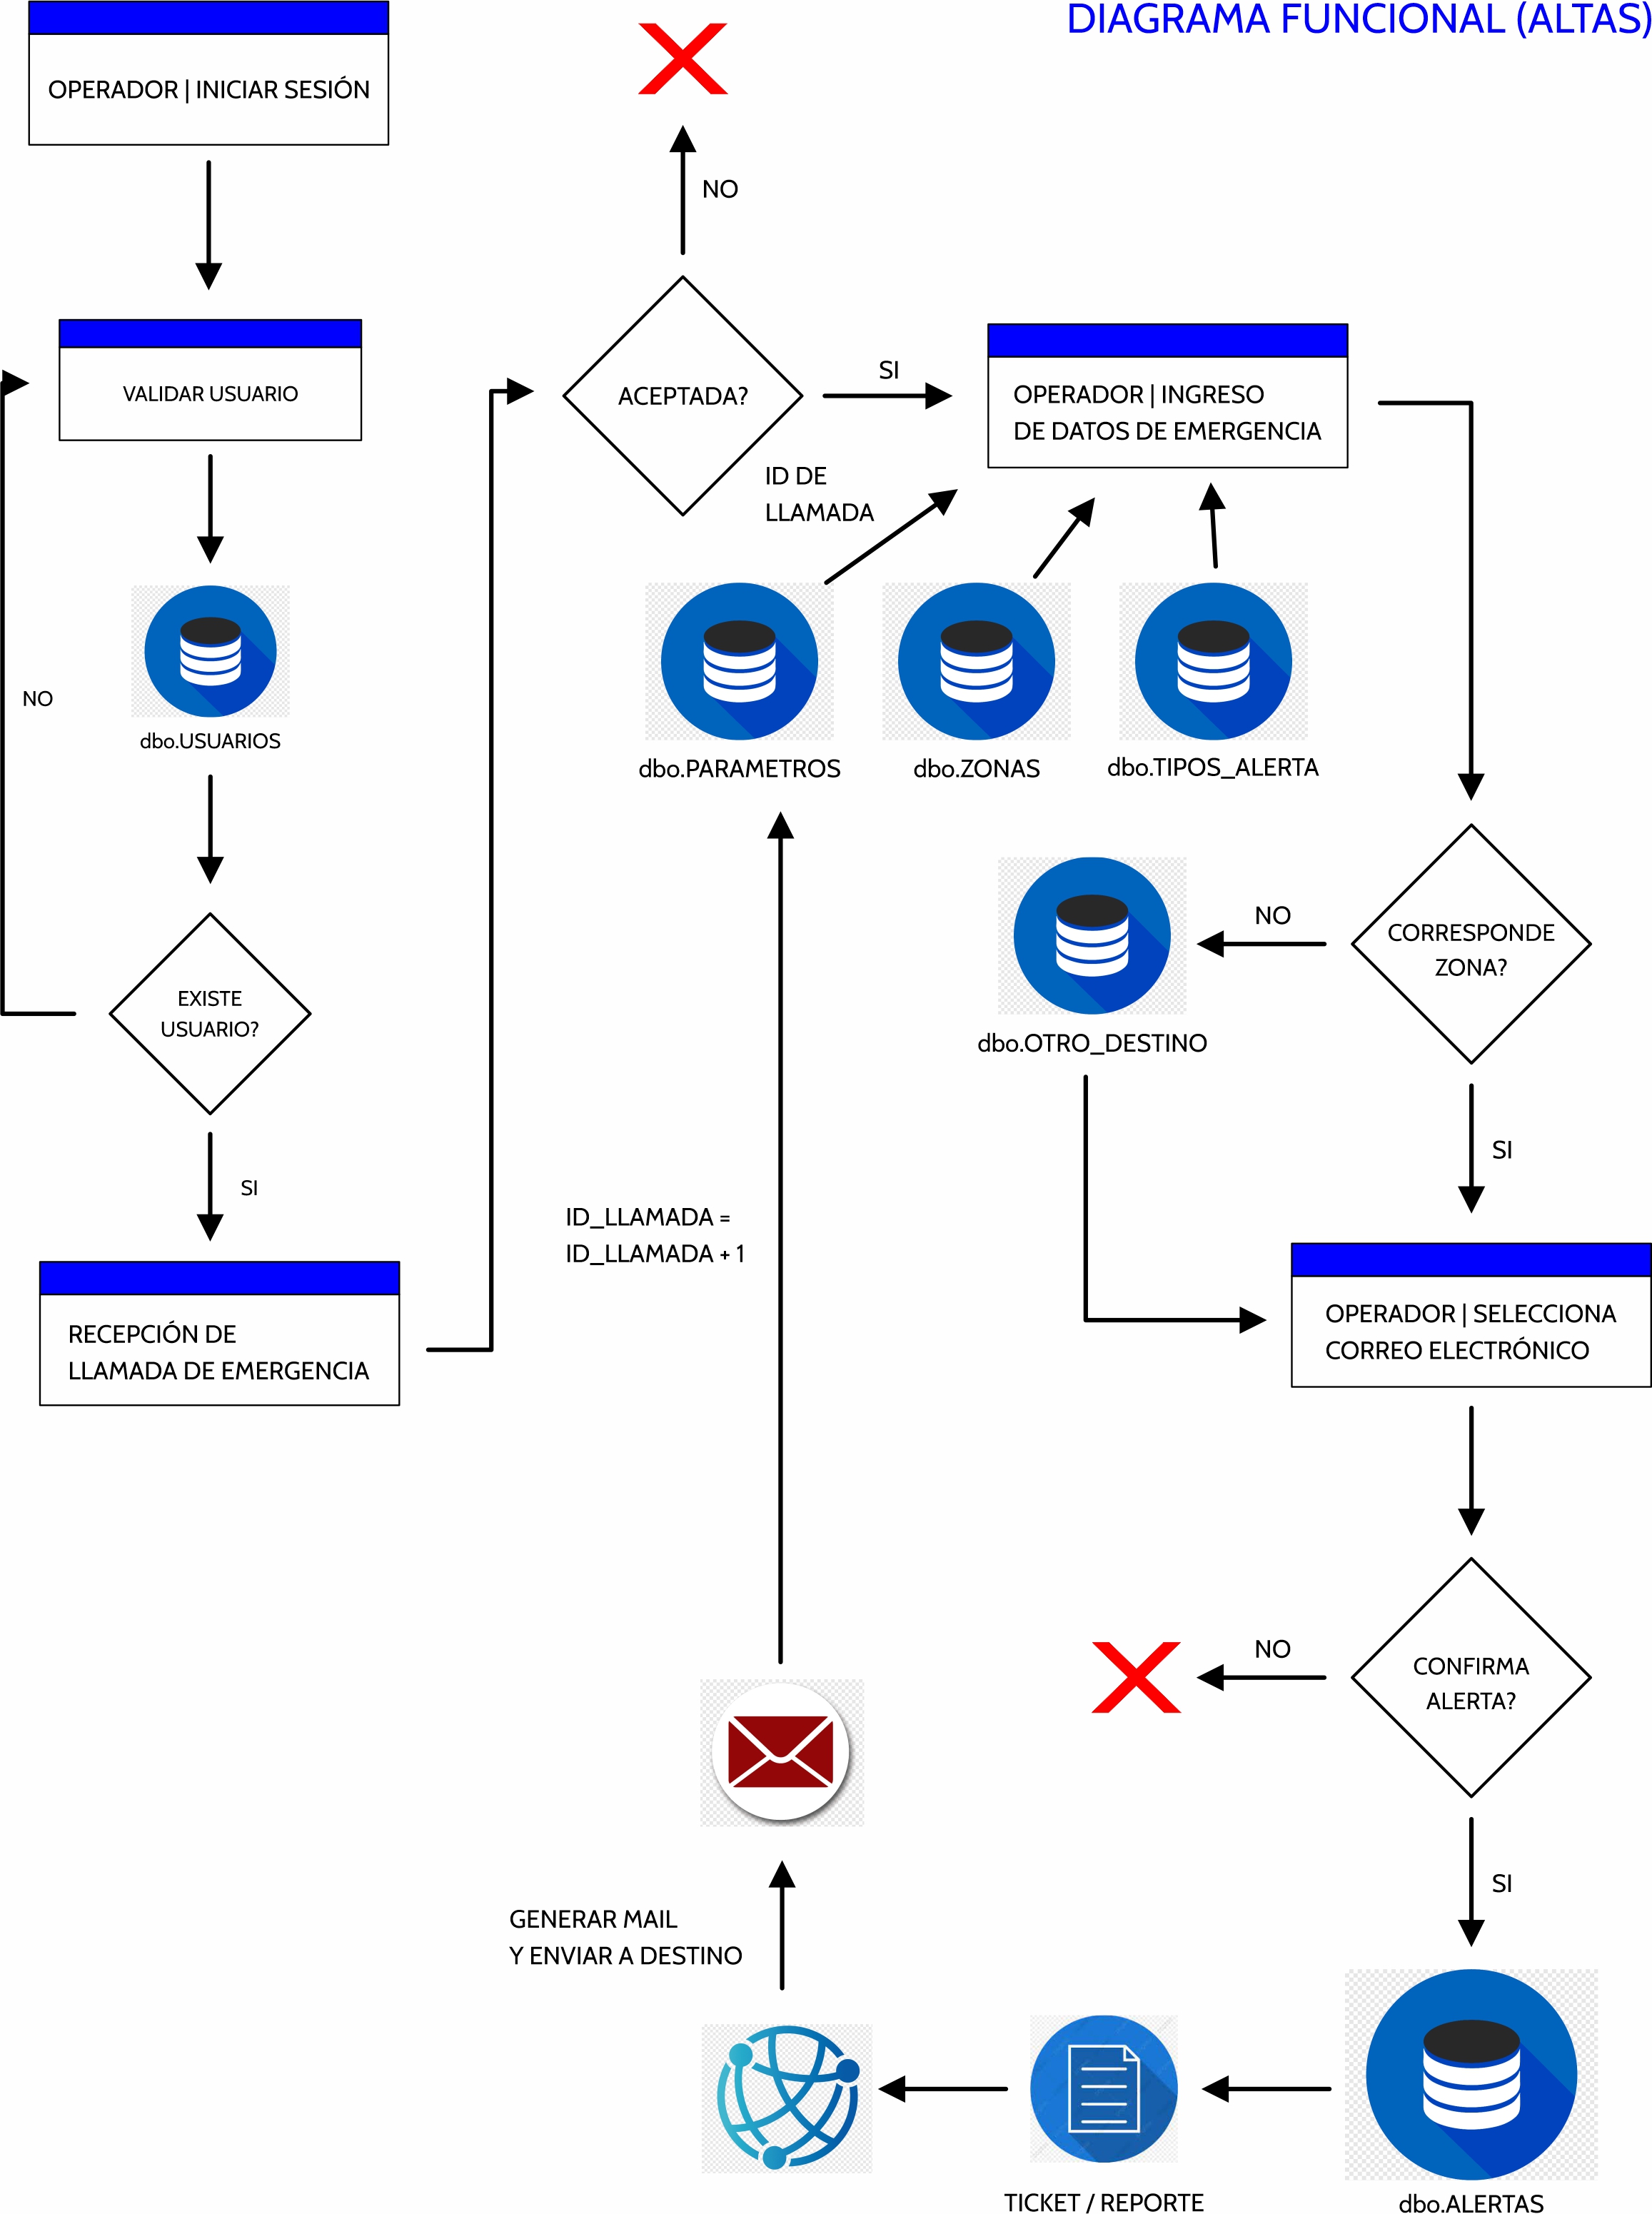 DIAGRAMA FUNCIONAL (ALTAS)
OPERADOR | INICIAR SESIÓN
VALIDAR USUARIO
dbo.USUARIOS
NO
EXISTE
USUARIO?
SI
RECEPCIÓN DE
LLAMADA DE EMERGENCIA
NO
ACEPTADA?
SI
OPERADOR | INGRESO
DE DATOS DE EMERGENCIA
ID DE
LLAMADA
dbo.PARAMETROS
dbo.ZONAS
dbo.TIPOS_ALERTA
CORRESPONDE
ZONA?
NO
dbo.OTRO_DESTINO
SI
OPERADOR | SELECCIONA
CORREO ELECTRÓNICO
CONFIRMA
ALERTA?
NO
SI
dbo.ALERTAS
TICKET / REPORTE
GENERAR MAIL
Y ENVIAR A DESTINO
ID_LLAMADA =
ID_LLAMADA + 1